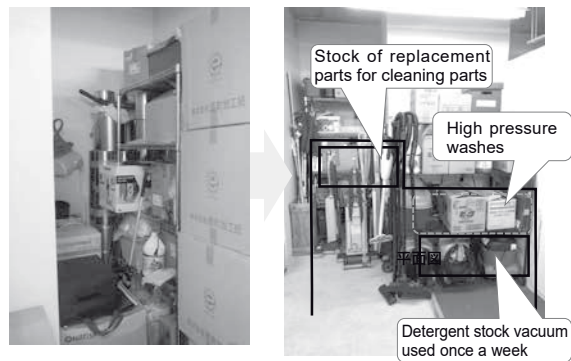 Stock of replacement
parts for cleaning parts
High pressure
washes
平面図
Detergent stock vacuum
used once a week